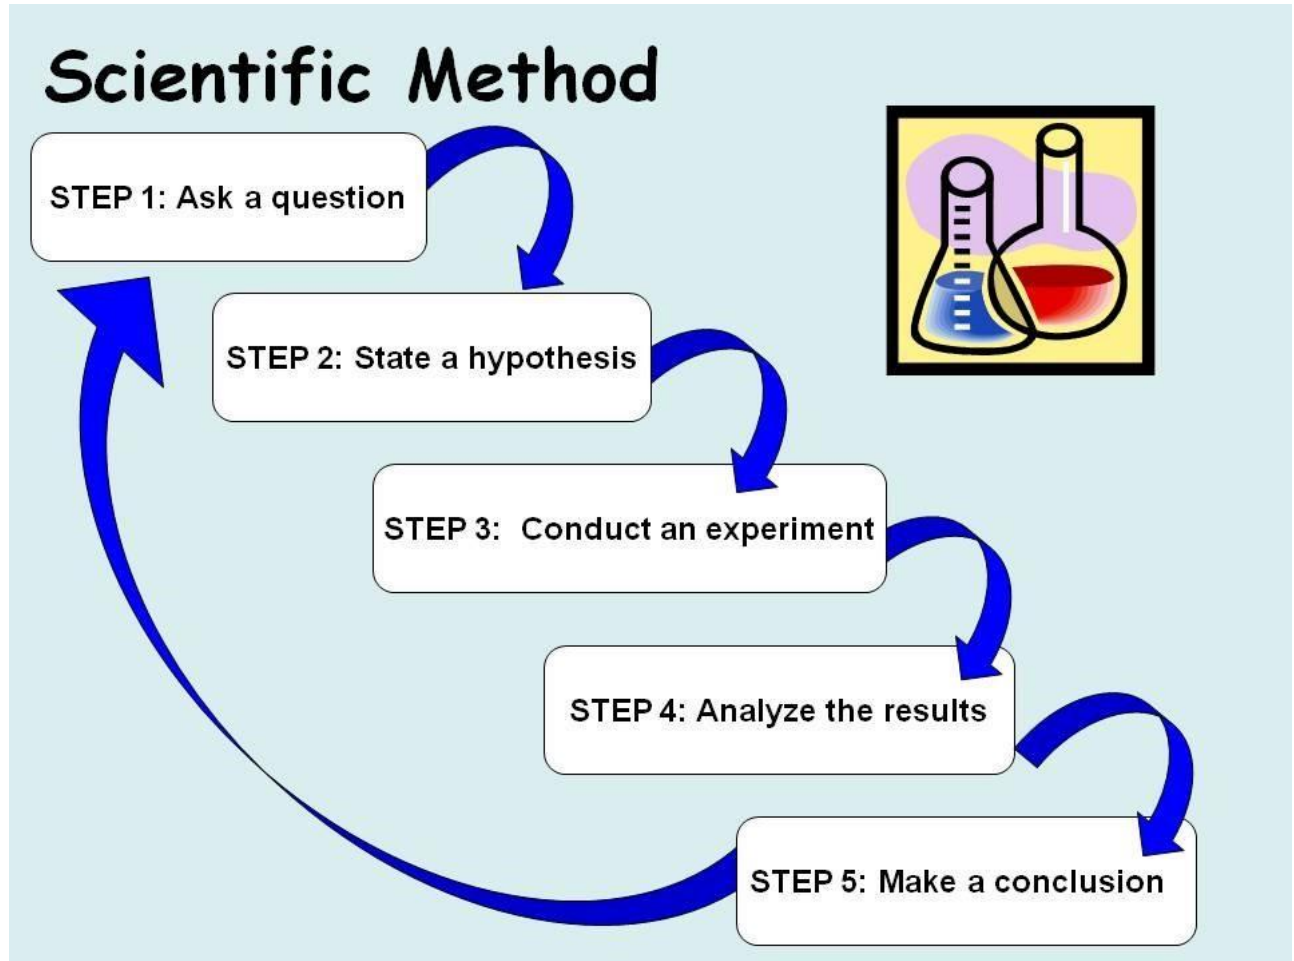 Scientific Method
STEP 1: Ask a question
STEP 2: State a hypothesis
STEP 3: Conduct an experiment
STEP 4: Analyze the results
STEP 5: Make a conclusion